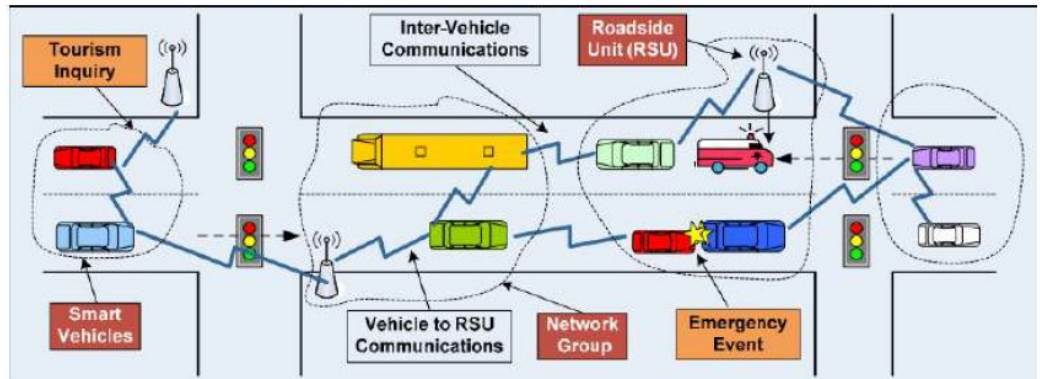 Tourism
Inquiry
Inter-Vehicle
Communications
Roadside
Unit (RSU)
Smart
Vehicles
Vehicle to RSU
Communications
Network
Group
Emergency
Event